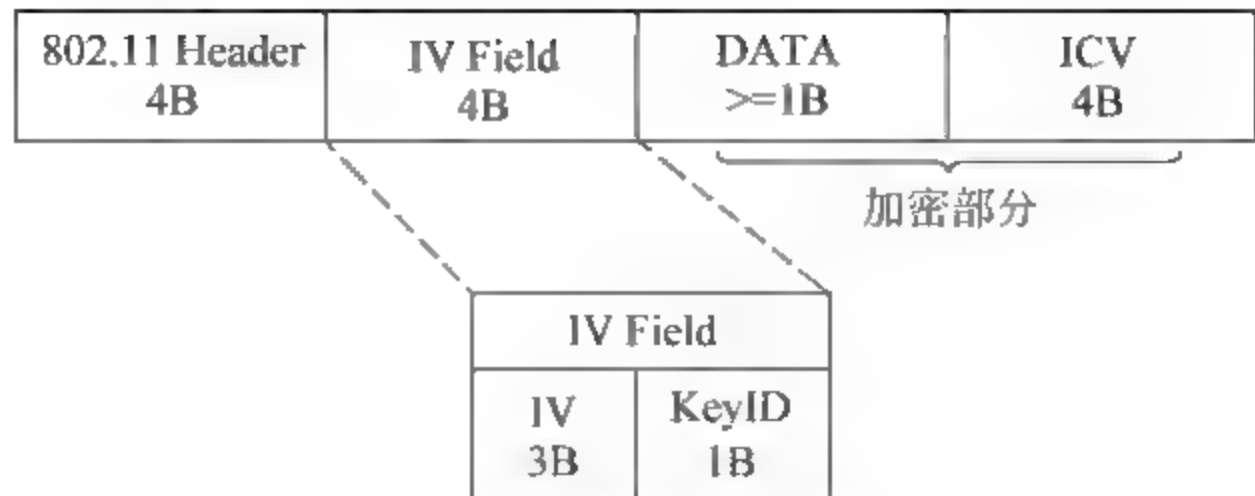 802.11 Header
4B
IV Field
4B
DATA
>=1B
ICV
4B
加密部分
IV Field
IV
3B
KeyID
1B